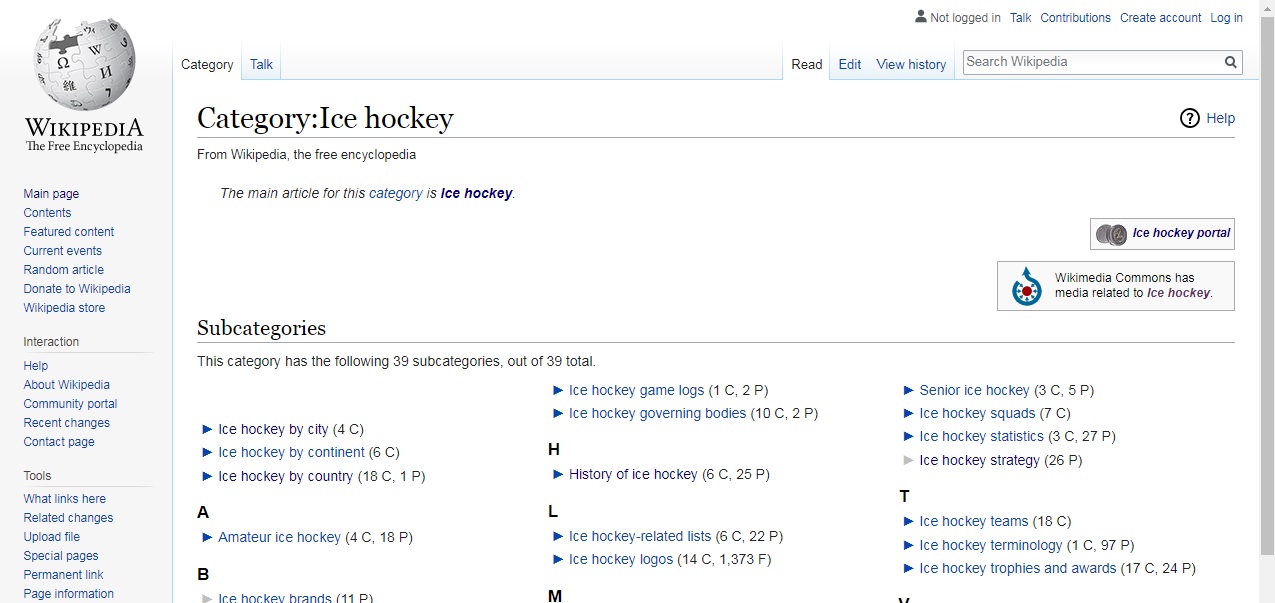 Not logged in Talk Contributions Create account Log in
Category Talk Read Edit View history Search Wikipedia
WIKIPEDIA
The Free Encyclopedia
Main page
Contents
Featured content
Current events
Random article
Donate to Wikipedia
Wikipedia store
Interaction
Help
About Wikipedia
Community portal
Recent changes
Contact page
Tools
What links here
Related changes
Upload file
Special pages
Permanent link
Page information
Category:Ice hockey
Help
From Wikipedia, the free encyclopedia
The main article for this category is Ice hockey.
Ice hockey portal
Wikimedia Commons has
media related to Ice hockey.
Subcategories
This category has the following 39 subcategories, out of 39 total.
► Ice hockey by city (4 C)
► Ice hockey by continent (6 C)
► Ice hockey by country (18 C, 1 P)
A
► Amateur ice hockey (4 C, 18 P)
B
► Ice hockey brands (11 P)
► Ice hockey game logs (1 C, 2 P)
► Ice hockey governing bodies (10 C, 2 P)
H
► History of ice hockey (6 C, 25 P)
L
► Ice hockey-related lists (6 C, 22 P)
► Ice hockey logos (14 C, 1,373 F)
M
► Senior ice hockey (3 C, 5 P)
► Ice hockey squads (7 C)
► Ice hockey statistics (3 C, 27 P)
► Ice hockey strategy (26 P)
T
► Ice hockey teams (18 C)
► Ice hockey terminology (1 C, 97 P)
► Ice hockey trophies and awards (17 C, 24 P)